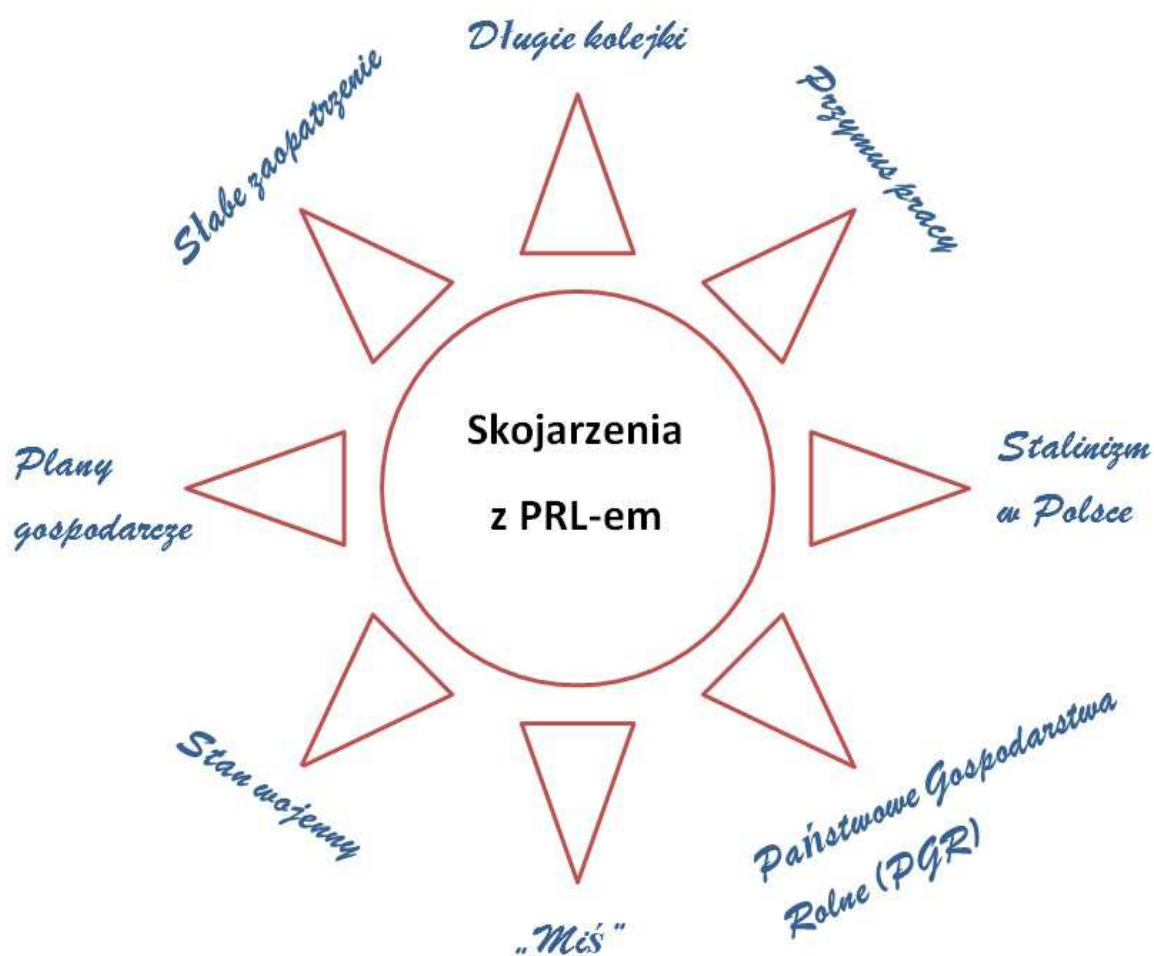 Długie kolejki
Słabe zaopatrzenie
Przymus pracy
Skojarzenia
z PRL-em
Plany
gospodarcze
Stalinizm
w Polsce
Stan wojenny
Państwowe Gospodarstwa
Rolne (PGR)
„Miś"